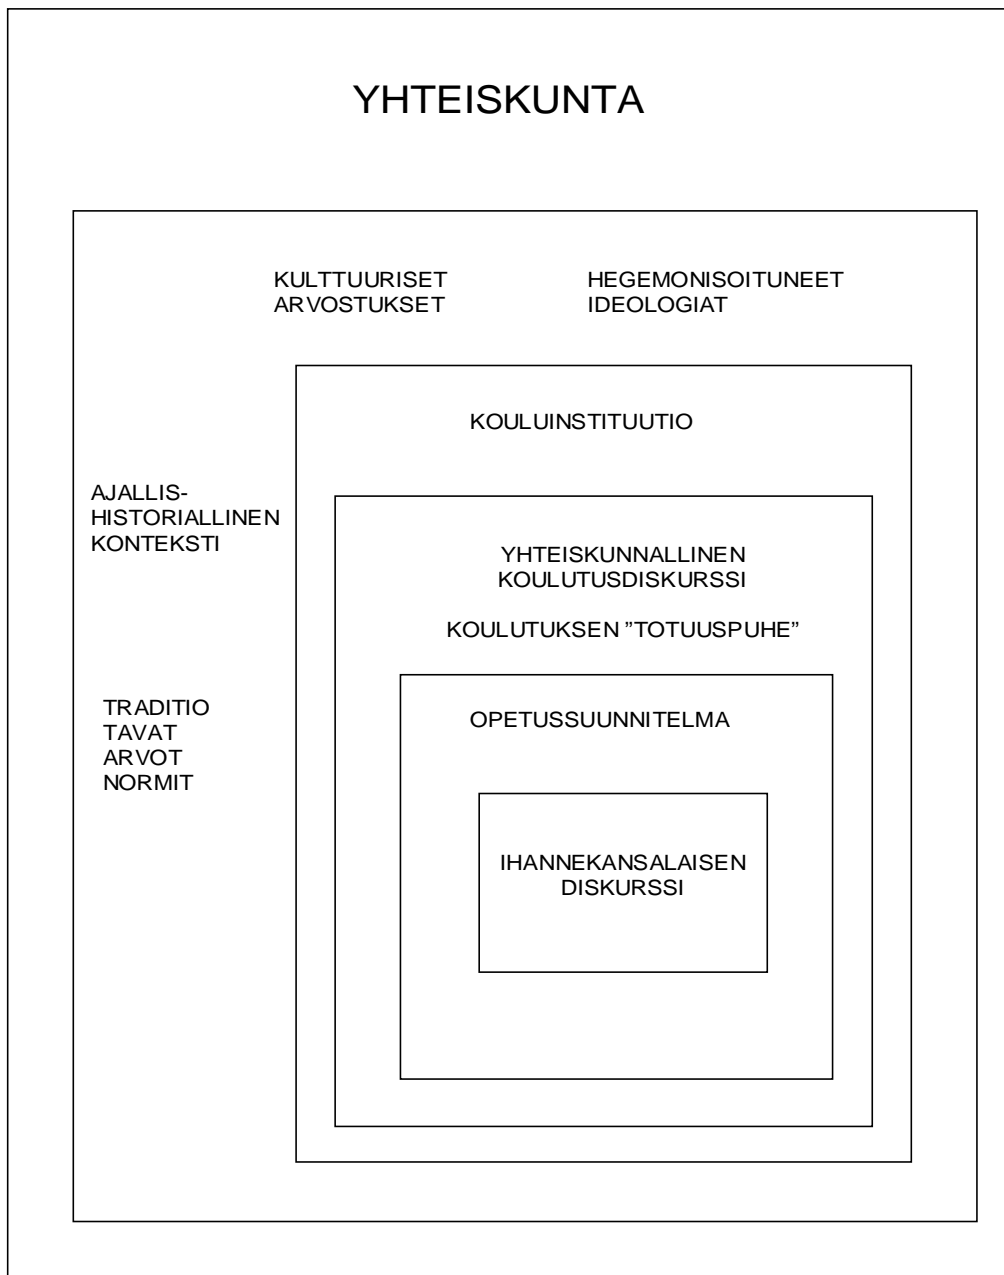 YHTEISKUNTA
KULTTUURISET
ARVOSTUKSET
HEGEMONISOITUNEET
IDEOLOGIAT
KOULUINSTITUUTIO
AJALLIS-
HISTORIALLINEN
KONTEKSTI
YHTEISKUNNALLINEN
KOULUTUSDISKURSSI
KOULUTUKSEN ”TOTUUSPUHE”
TRADITIO
TAVAT
ARVOT
NORMIT
OPETUSSUUNNITELMA
IHANNEKANSALAISEN
DISKURSSI